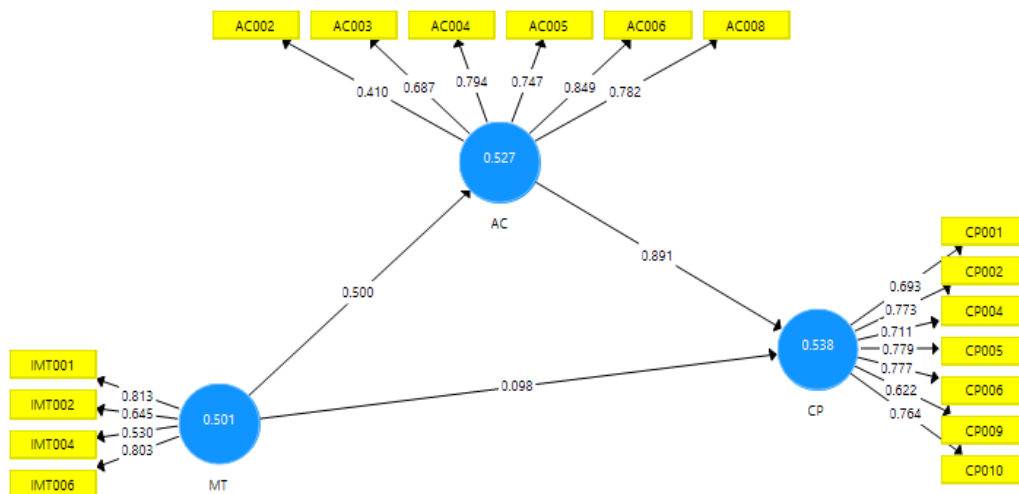 AC002 AC003 AC004 AC005 AC006 AC008
0.410 0.687 0.794 0.747 0.849 0.782
0.527
AC
0.891
0.500
0.098
CP001
CP002
CP004
CP005
CP006
CP009
CP010
0.693
0.773
0.711
0.779
0.777
0.622
0.764
0.538
CP
IMT001
IMT002
IMT004
IMT006
0.813
0.645
0.530
0.803
0.501
MT